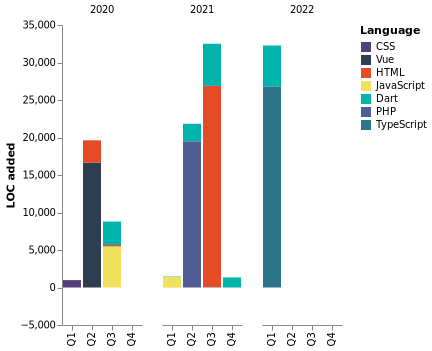 2020 2021 2022
Language
CSS
Vue
HTML
JavaScript
Dart
PHP
TypeScript
LOC added
35,000
30,000
25,000
20,000
15,000
10,000
5,000
0
−5,000
Q1 Q2 Q3 Q4 Q1 Q2 Q3 Q4 Q1 Q2 Q3 Q4